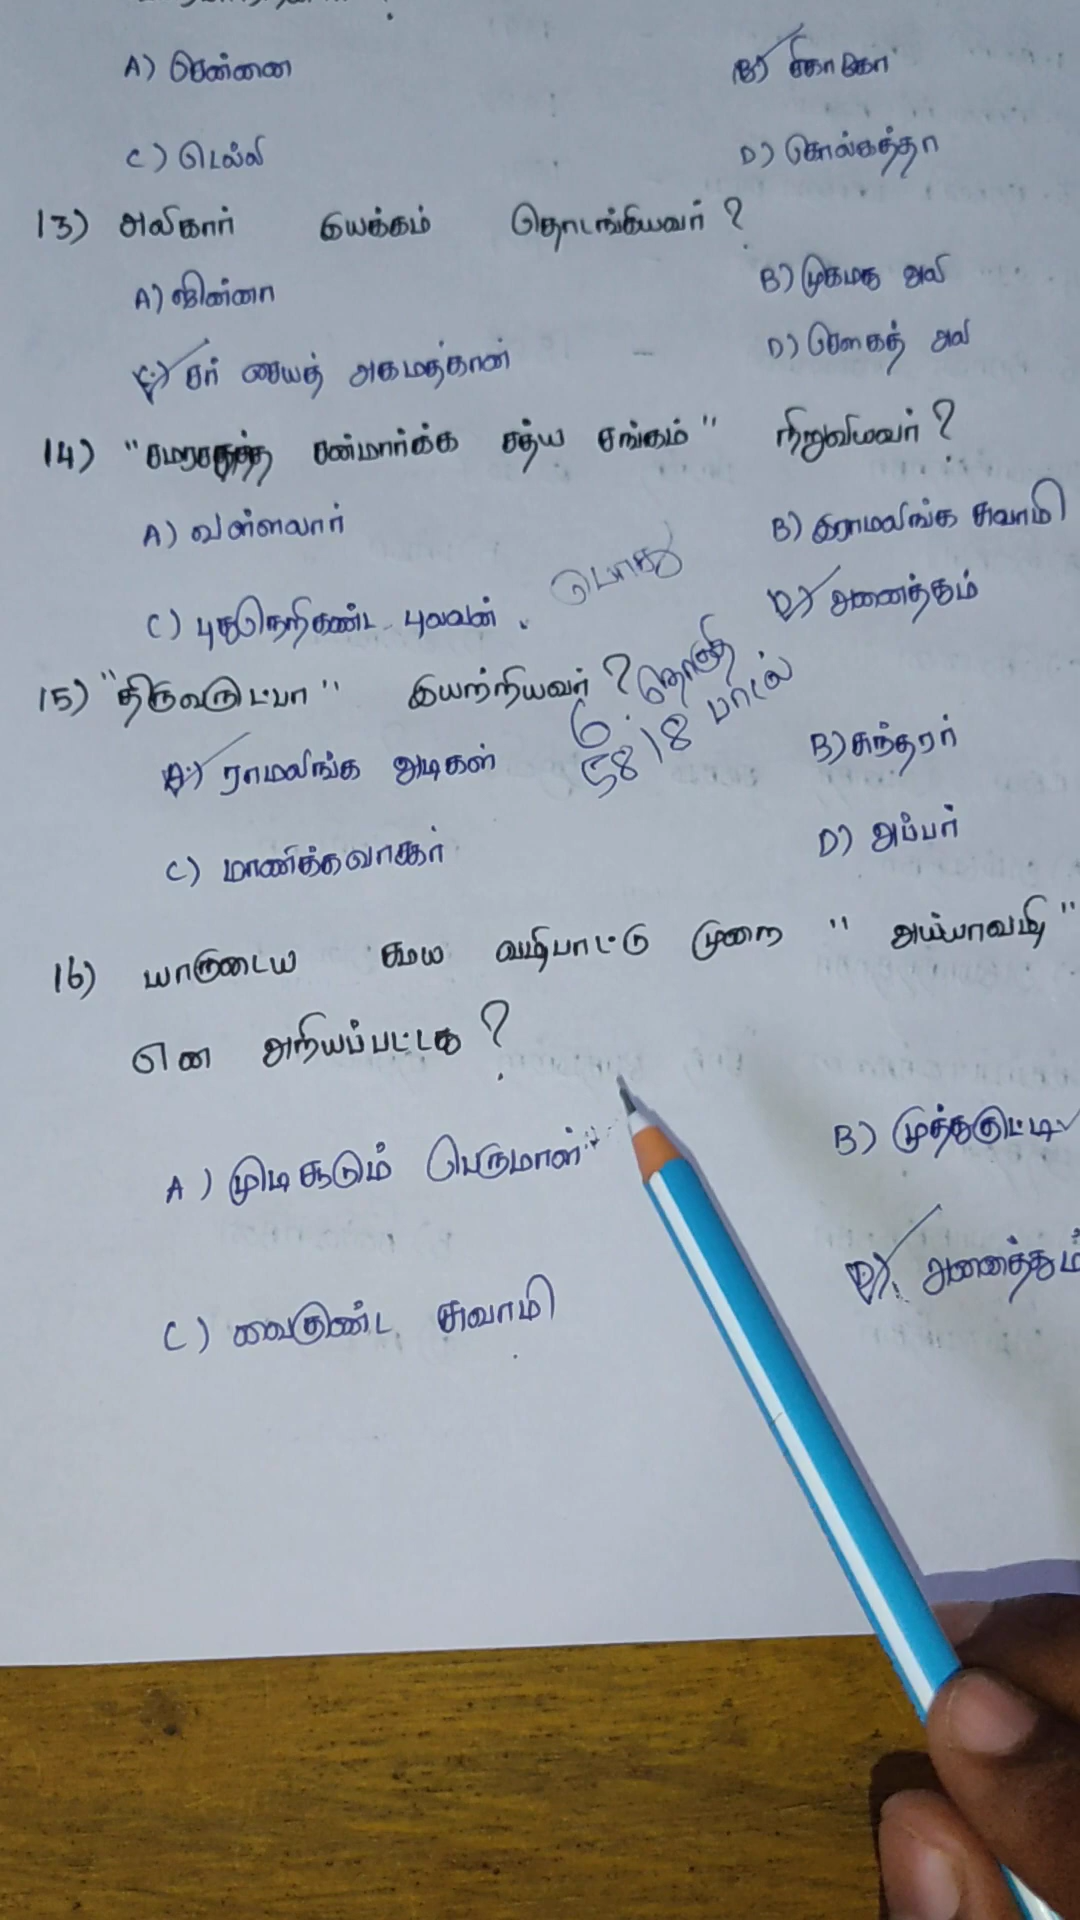 A) சென்னை B) சிகாகோ
C) டெல்லி D) கொல்கத்தா
13) அலிகார் இயக்கம் தொடங்கியவர் ?
A) ஜின்னா B) முகமது அலி
C) சர் சையத் அகமத்கான் D) சௌகத் அலி
14) " சன்மார்க்க சத்ய சங்கம் " நிறுவியவர் ?
A) வள்ளலார் B) இராமலிங்க சுவாமி
பொது
C) புதுநெறிகண்ட புலவன் . D) அனைத்தும்
15) "திருவருட்பா" இயற்றியவர் ? 6 தொகுதி
5818 பாடல்
A) ராமலிங்க அடிகள் B) சுந்தரர்
C) மாணிக்கவாசகர் D) அப்பர்
16) யாருடைய சமய வழிபாட்டு முறை " அய்யாவழி "
என அறியப்பட்டது ?
A ) முடி சூடும் பெருமாள் B) முத்துகுட்டி
C ) வைகுண்ட சுவாமி D) அனைத்தும்